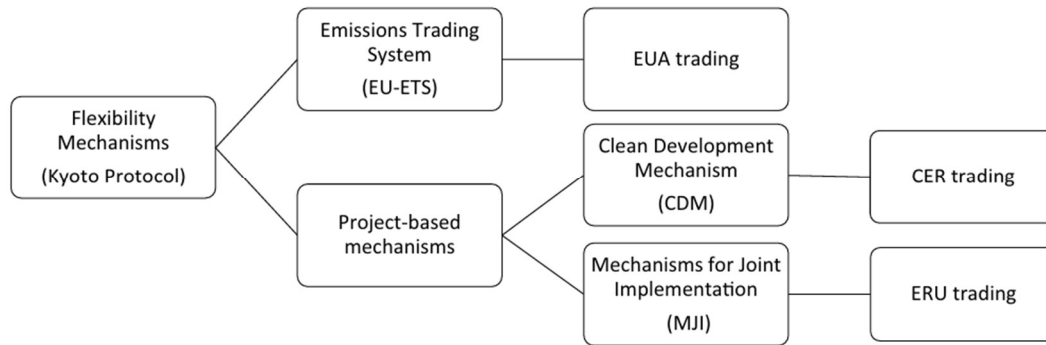 Flexibility
Mechanisms
(Kyoto Protocol)
Emissions Trading
System
(EU-ETS)
EUA trading
Project-based
mechanisms
Clean Development
Mechanism
(CDM)
CER trading
Mechanisms for Joint
Implementation
(MJI)
ERU trading